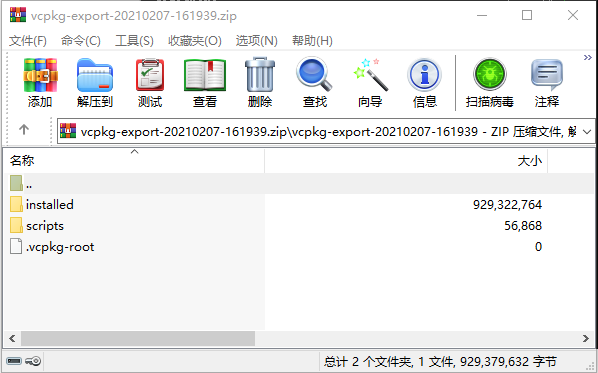 vcpkg-export-20210207-161939.zip
文件(F) 命令(C) 工具(S) 收藏夹(O) 选项(N) 帮助(H)
添加 解压到 测试 查看 删除 查找 向导 信息 扫描病毒 注释
vcpkg-export-20210207-161939.zip\vcpkg-export-20210207-161939 - ZIP 压缩文件, 解
名称 大小
..
installed 929,322,764
scripts 56,868
.vcpkg-root 0
总计 2 个文件夹, 1 文件, 929,379,632 字节